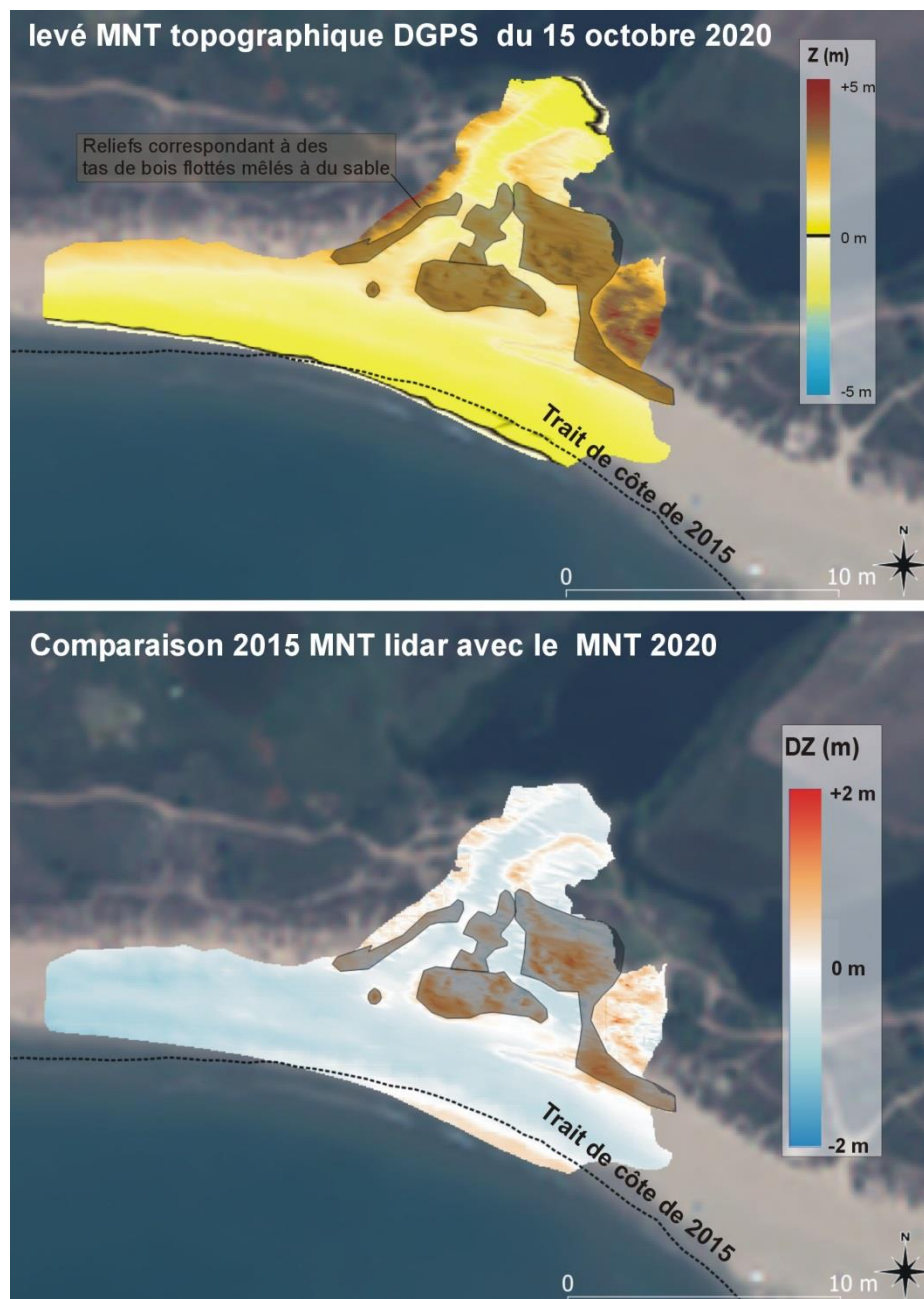 levé MNT topographique DGPS du 15 octobre 2020
Z (m)
+5 m
0 m
-5 m
Reliefs correspondant à des
tas de bois flottés mêlés à du sable
Trait de côte de 2015
N
0 10 m
Comparaison 2015 MNT lidar avec le MNT 2020
DZ (m)
+2 m
0 m
-2 m
Trait de côte de 2015
N
0 10 m